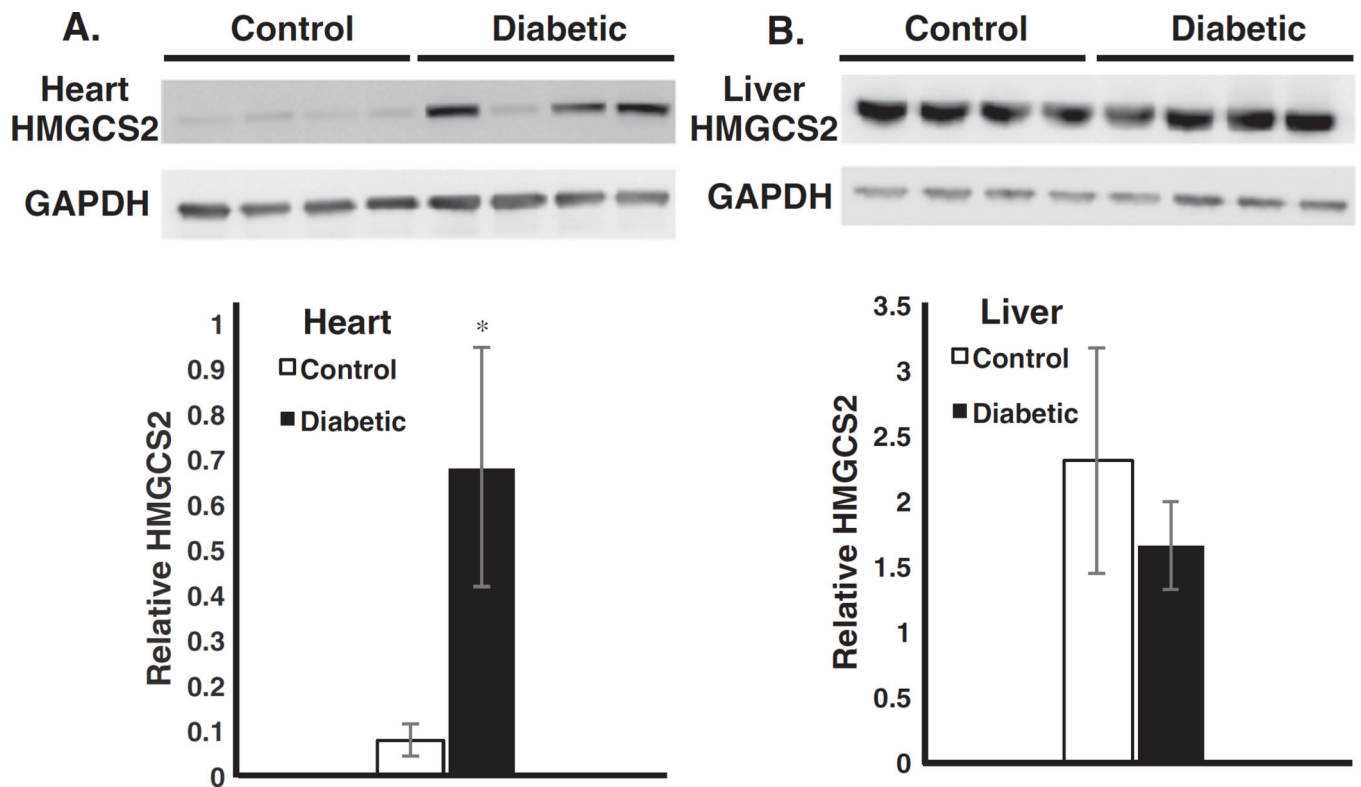 A.
Control
Diabetic
Heart
HMGCS2
GAPDH
1
0.9
0.8
0.7
0.6
0.5
0.4
0.3
0.2
0.1
0
Relative HMGCS2
Heart
Control
Diabetic
*
B.
Control
Diabetic
Liver
HMGCS2
GAPDH
3.5
3
2.5
2
1.5
1
0.5
0
Relative HMGCS2
Liver
Control
Diabetic